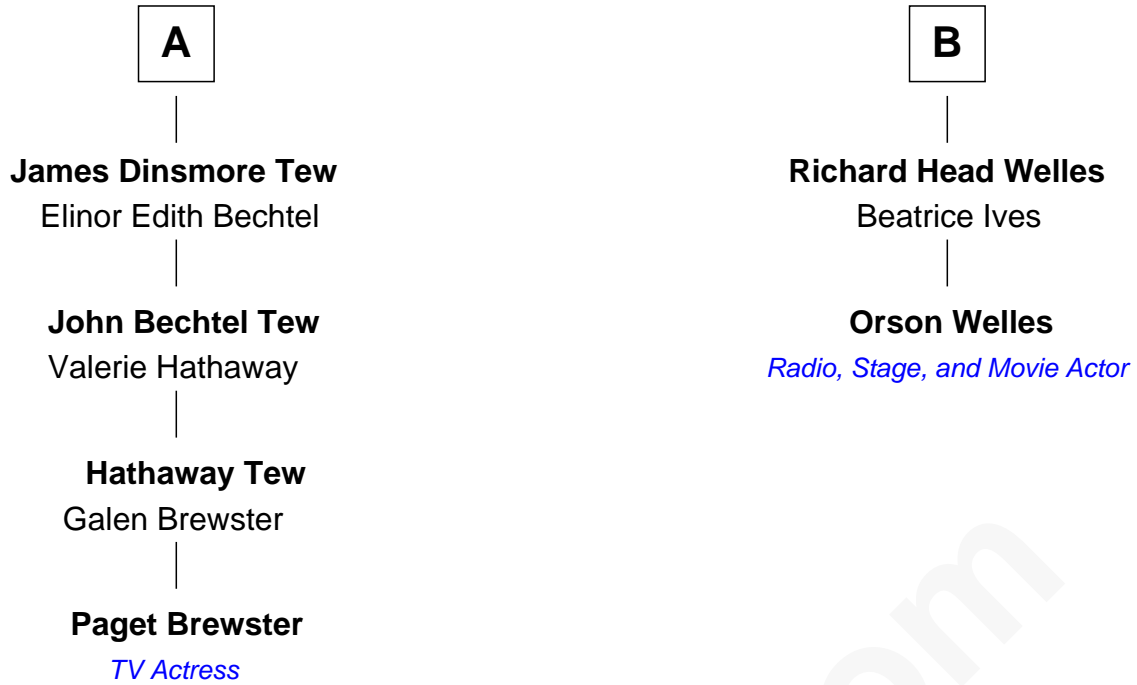 A
James Dinsmore Tew
Elinor Edith Bechtel
John Bechtel Tew
Valerie Hathaway
Hathaway Tew
Galen Brewster
Paget Brewster
TV Actress
B
Richard Head Welles
Beatrice Ives
Orson Welles
Radio, Stage, and Movie Actor
om